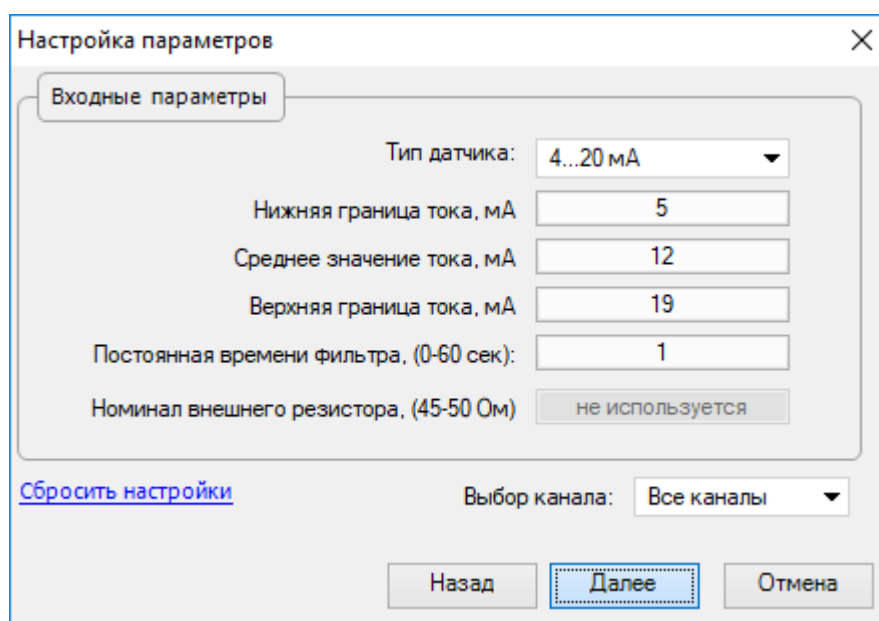 Настройка параметров
Входные параметры
Тип датчика: 4...20 мА
Нижняя граница тока, мА 5
Среднее значение тока, мА 12
Верхняя граница тока, мА 19
Постоянная времени фильтра, (0-60 сек): 1
Номинал внешнего резистора, (45-50 Ом) не используется
Сбросить настройки Выбор канала: Все каналы
Назад Далее Отмена